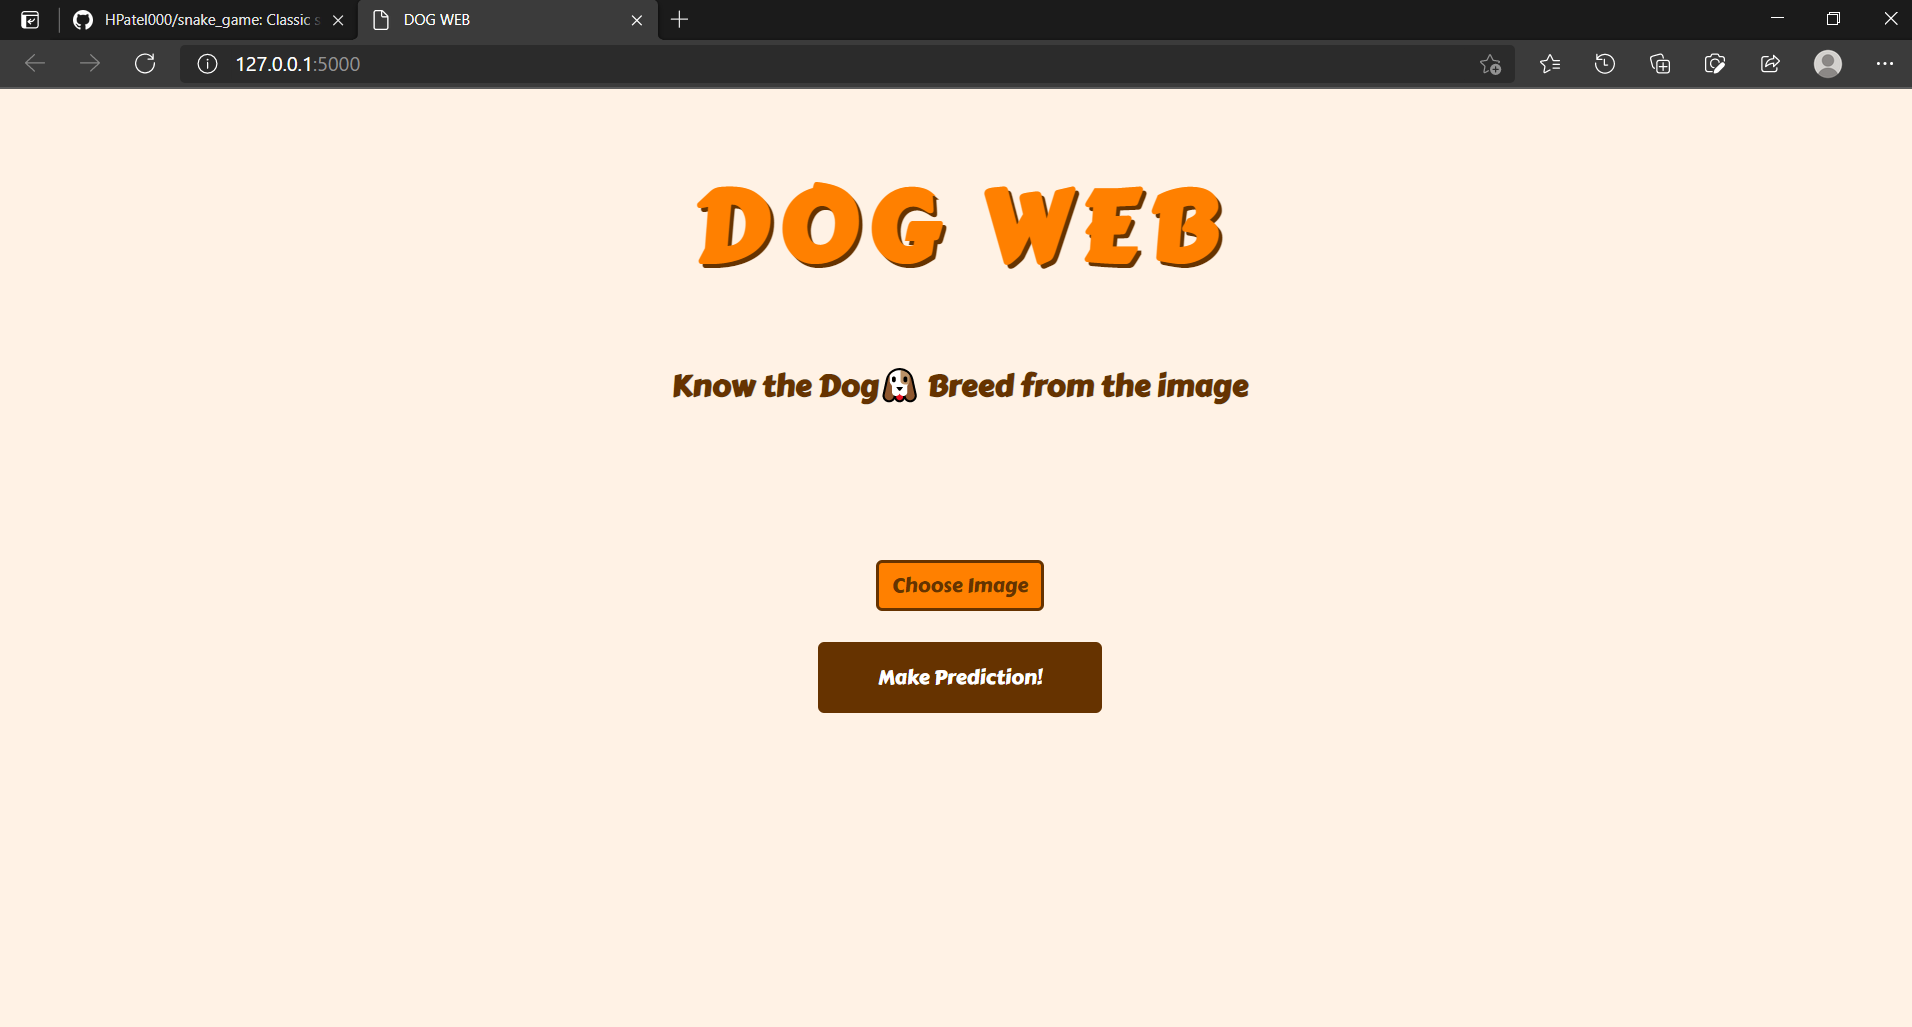 HPatel000/snake_game: Classic s
DOG WEB
127.0.0.1:5000
DOG WEB
Know the Dog🐶 Breed from the image
Choose Image
Make Prediction!